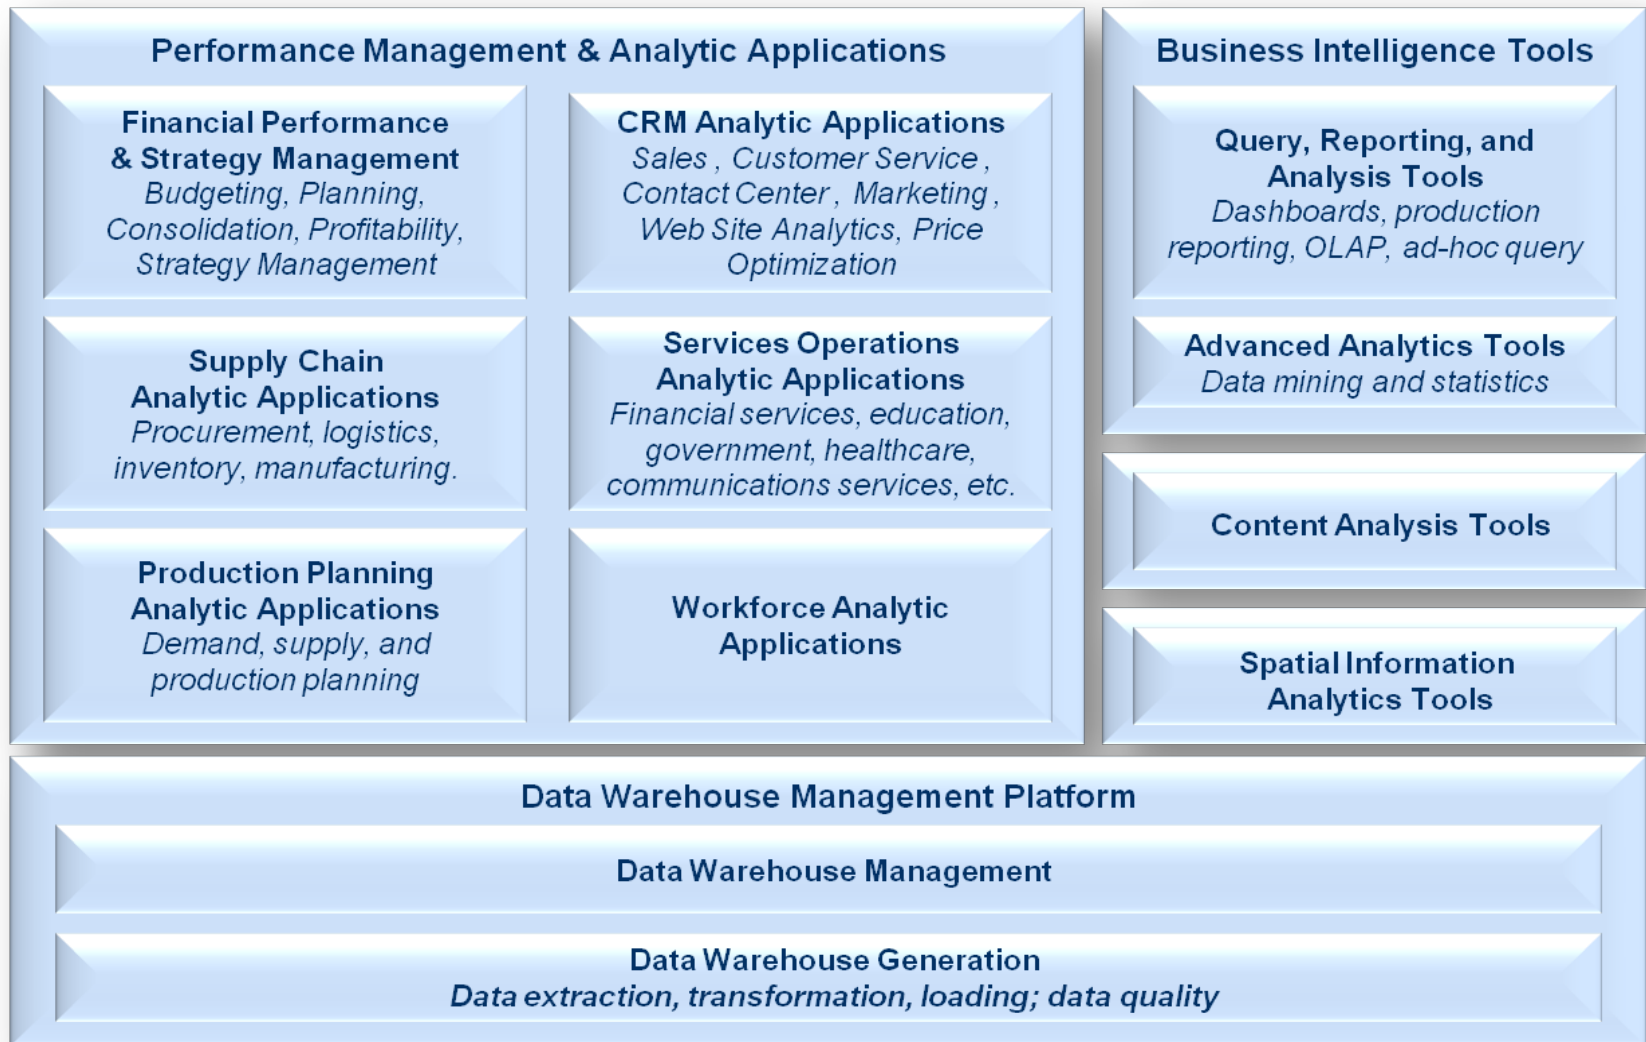 Performance Management & Analytic Applications
Financial Performance
& Strategy Management
Budgeting, Planning,
Consolidation, Profitability,
Strategy Management
CRM Analytic Applications
Sales , Customer Service ,
Contact Center , Marketing ,
Web Site Analytics, Price
Optimization
Supply Chain
Analytic Applications
Procurement, logistics,
inventory, manufacturing.
Services Operations
Analytic Applications
Financial services, education,
government, healthcare,
communications services, etc.
Production Planning
Analytic Applications
Demand, supply, and
production planning
Workforce Analytic
Applications
Business Intelligence Tools
Query, Reporting, and
Analysis Tools
Dashboards, production
reporting, OLAP, ad-hoc query
Advanced Analytics Tools
Data mining and statistics
Content Analysis Tools
Spatial Information
Analytics Tools
Data Warehouse Management Platform
Data Warehouse Management
Data Warehouse Generation
Data extraction, transformation, loading; data quality